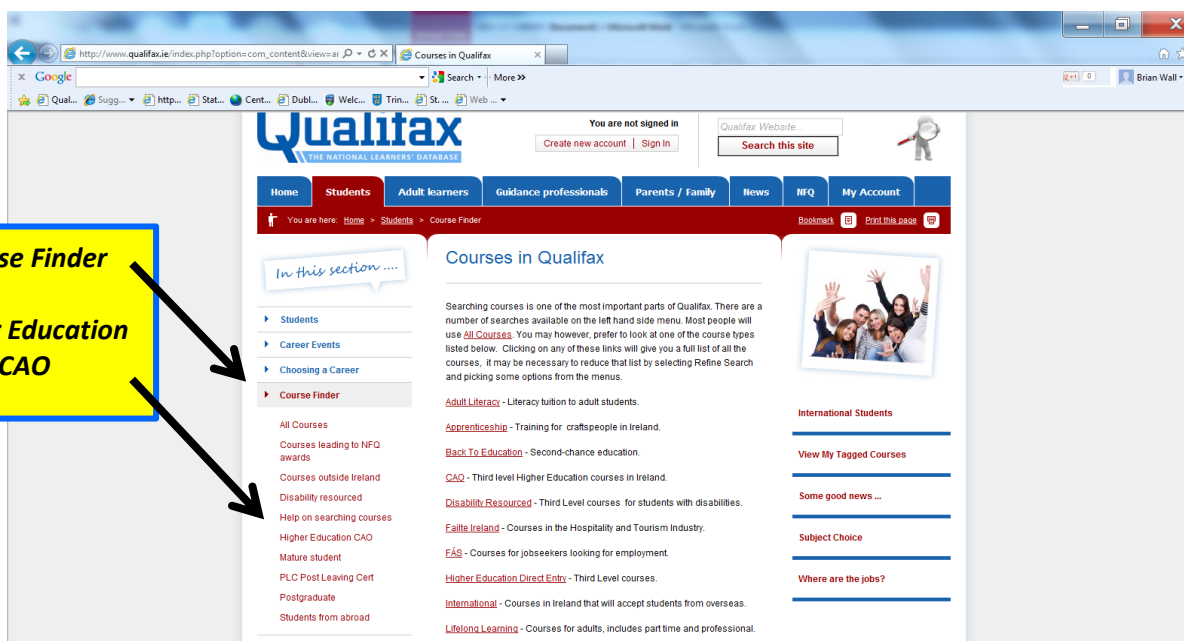 http://www.qualifax.ie/index.php?option=com_content&view=ar
Courses in Qualifax
x Google
Search
More >>
g+1 0
Brian Wall
Qual...
Sugg...
http...
Stat...
Cent...
Dubl...
Welc...
Trin...
St. ...
Web ...
Qualifax
THE NATIONAL LEARNERS' DATABASE
You are not signed in
Create new account | Sign In
Qualifax Website...
Search this site
Home
Students
Adult learners
Guidance professionals
Parents / Family
News
NFQ
My Account
You are here: Home > Students > Course Finder
Bookmark
Print this page
se Finder
r Education
CAO
In this section ....
Students
Career Events
Choosing a Career
Course Finder
All Courses
Courses leading to NFQ
awards
Courses outside Ireland
Disability resourced
Help on searching courses
Higher Education CAO
Mature student
PLC Post Leaving Cert
Postgraduate
Students from abroad
Courses in Qualifax
Searching courses is one of the most important parts of Qualifax. There are a
number of searches available on the left hand side menu. Most people will
use All Courses. You may however, prefer to look at one of the course types
listed below. Clicking on any of these links will give you a full list of all the
courses, it may be necessary to reduce that list by selecting Refine Search
and picking some options from the menus.
Adult Literacy - Literacy tuition to adult students.
Apprenticeship - Training for craftspeople in Ireland.
Back To Education - Second-chance education.
CAO - Third level Higher Education courses in Ireland.
Disability Resourced - Third Level courses for students with disabilities.
Failte Ireland - Courses in the Hospitality and Tourism Industry.
FÁS - Courses for jobseekers looking for employment.
Higher Education Direct Entry - Third Level courses.
International - Courses in Ireland that will accept students from overseas.
Lifelong Learning - Courses for adults, includes part time and professional.
International Students
View My Tagged Courses
Some good news ...
Subject Choice
Where are the jobs?